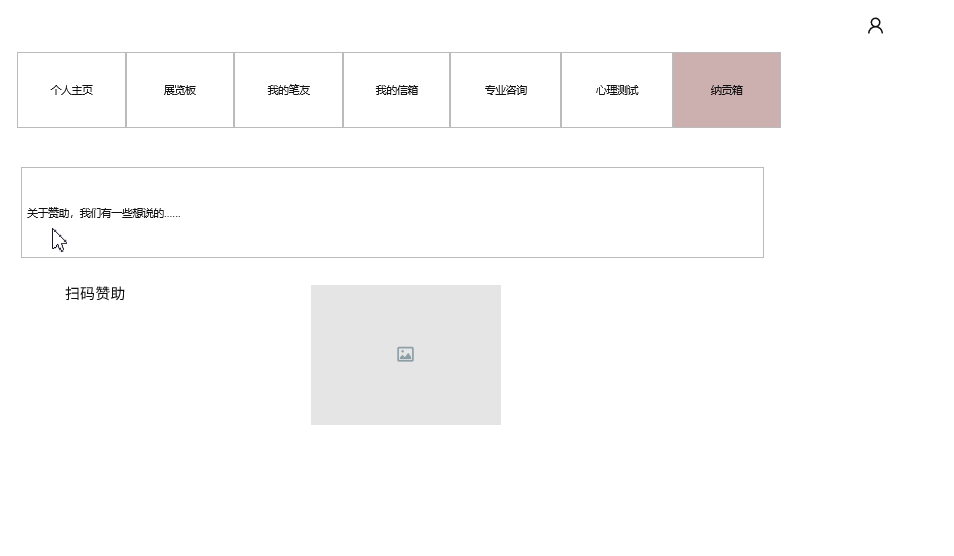 个人主页 展览板 我的笔友 我的信箱 专业咨询 心理测试 纳贡箱
关于赞助，我们有一些想说的......
扫码赞助